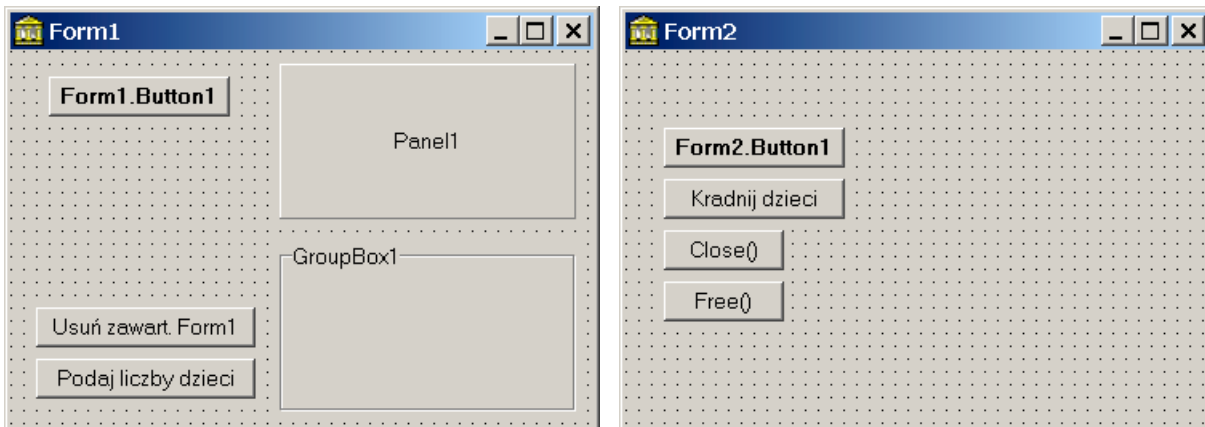 Form1
Form1.Button1
Panel1
GroupBox1
Usuń zawart. Form1
Podaj liczby dzieci
Form2
Form2.Button1
Kradnij dzieci
Close()
Free()